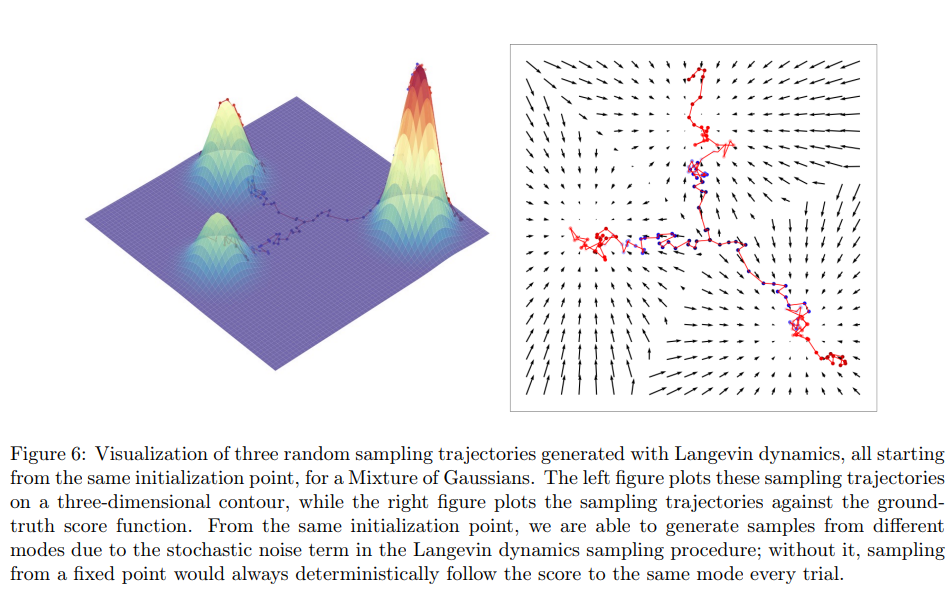 Figure 6: Visualization of three random sampling trajectories generated with Langevin dynamics, all starting
from the same initialization point, for a Mixture of Gaussians. The left figure plots these sampling trajectories
on a three-dimensional contour, while the right figure plots the sampling trajectories against the ground-
truth score function. From the same initialization point, we are able to generate samples from different
modes due to the stochastic noise term in the Langevin dynamics sampling procedure; without it, sampling
from a fixed point would always deterministically follow the score to the same mode every trial.